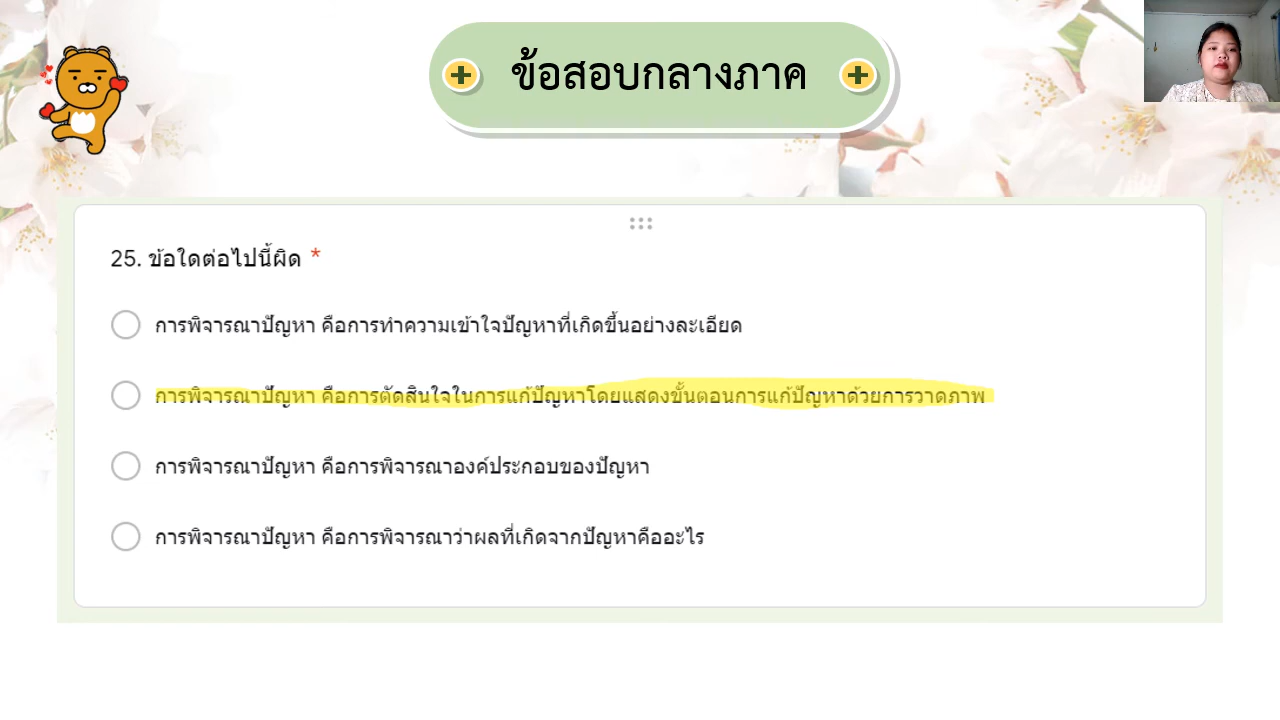 ข้อสอบกลางภาค
25. ข้อใดต่อไปนี้ผิด *
การพิจารณาปัญหา คือการทำความเข้าใจปัญหาที่เกิดขึ้นอย่างละเอียด
การพิจารณาปัญหา คือการตัดสินใจในการแก้ปัญหาโดยแสดงขั้นตอนการแก้ปัญหาด้วยการวาดภาพ
การพิจารณาปัญหา คือการพิจารณาองค์ประกอบของปัญหา
การพิจารณาปัญหา คือการพิจารณาว่าผลที่เกิดจากปัญหาคืออะไร